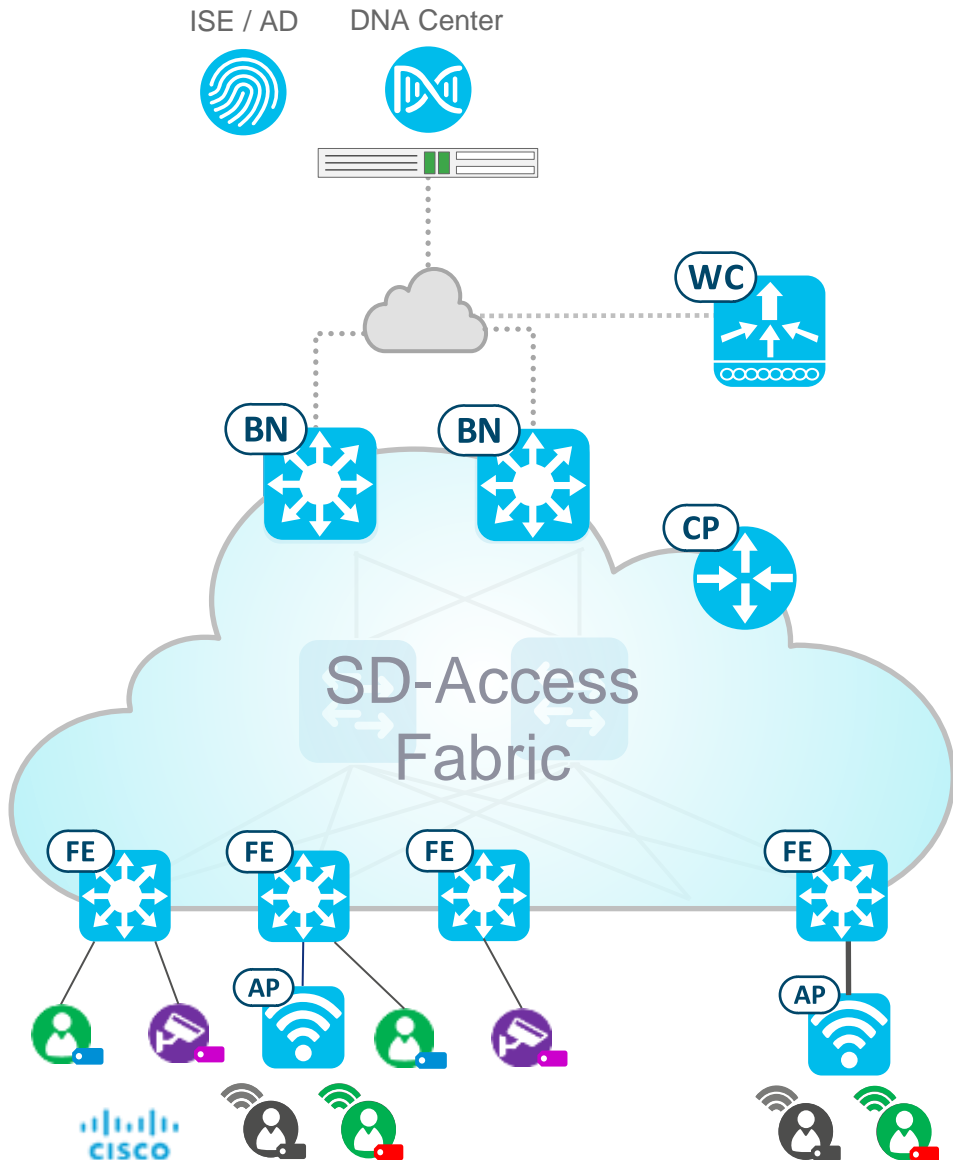 ISE / AD
DNA Center
WC
BN
BN
CP
SD-Access
Fabric
FE
FE
FE
FE
AP
AP
CISCO